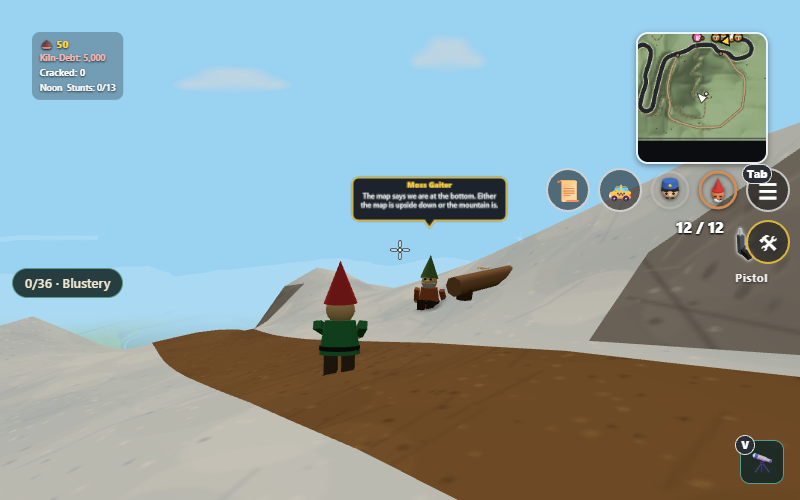 50
Kiln-Debt: 5,000
Cracked: 0
Noon Stunts: 0/13
Moss Gaiter
The map says we are at the bottom. Either
the map is upside down or the mountain is.
Tab
12 / 12
Pistol
0/36 · Blustery
V